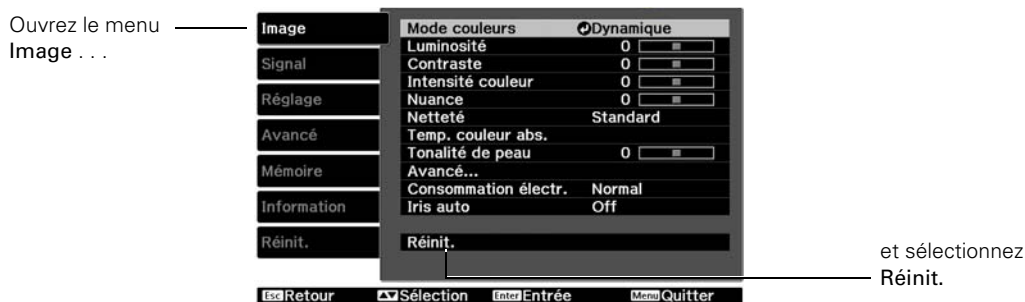 Ouvrez le menu
Image . . .
Image
Signal
Réglage
Avancé
Mémoire
Information
Réinit.
Mode couleurs Dynamique
Luminosité 0
Contraste 0
Intensité couleur 0
Nuance 0
Netteté Standard
Temp. couleur abs.
Tonalité de peau 0
Avancé...
Consommation électr. Normal
Iris auto Off
Réinit.
et sélectionnez
Réinit.
Esc Retour Sélection Enter Entrée Menu Quitter